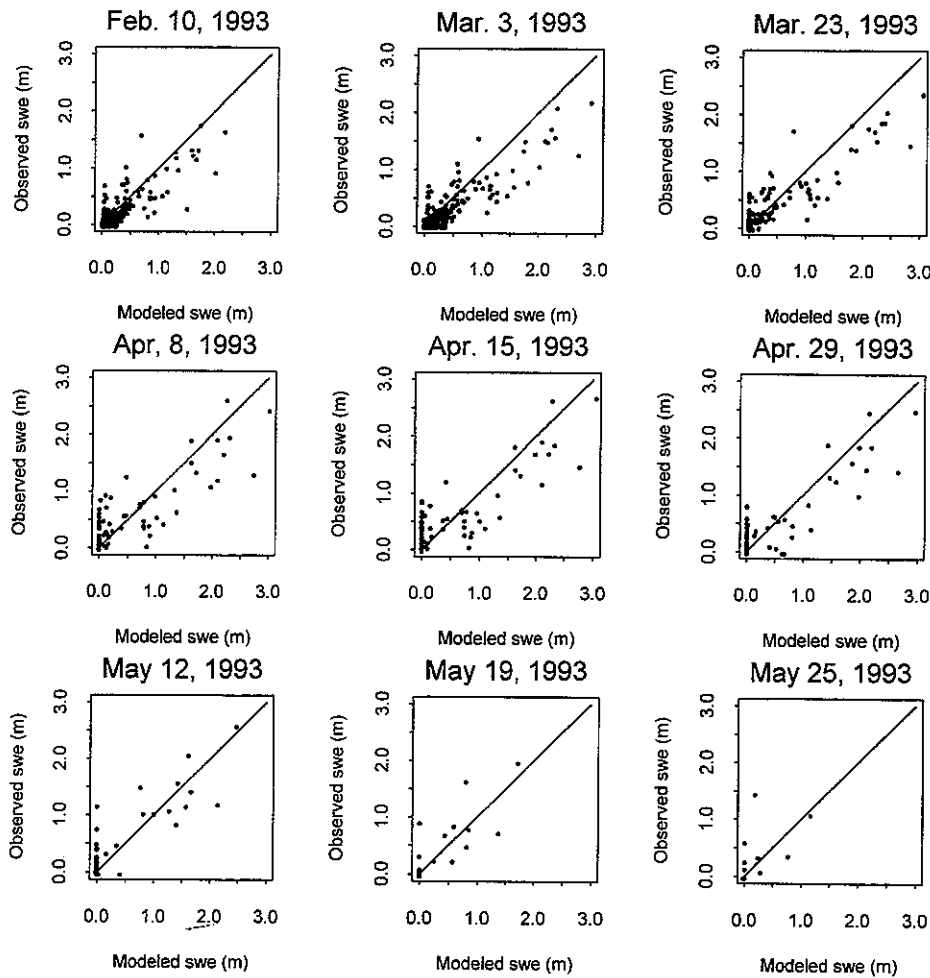 Feb. 10, 1993
Mar. 3, 1993
Mar. 23, 1993
Observed swe (m)
0.0 1.0 2.0 3.0
0.0 1.0 2.0 3.0
Modeled swe (m)
Observed swe (m)
0.0 1.0 2.0 3.0
0.0 1.0 2.0 3.0
Modeled swe (m)
Observed swe (m)
0.0 1.0 2.0 3.0
0.0 1.0 2.0 3.0
Modeled swe (m)
Apr, 8, 1993
Apr. 15, 1993
Apr. 29, 1993
Observed swe (m)
0.0 1.0 2.0 3.0
0.0 1.0 2.0 3.0
Modeled swe (m)
Observed swe (m)
0.0 1.0 2.0 3.0
0.0 1.0 2.0 3.0
Modeled swe (m)
Observed swe (m)
0.0 1.0 2.0 3.0
0.0 1.0 2.0 3.0
Modeled swe (m)
May 12, 1993
May 19, 1993
May 25, 1993
Observed swe (m)
0.0 1.0 2.0 3.0
0.0 1.0 2.0 3.0
Modeled swe (m)
Observed swe (m)
0.0 1.0 2.0 3.0
0.0 1.0 2.0 3.0
Modeled swe (m)
Observed swe (m)
0.0 1.0 2.0 3.0
0.0 1.0 2.0 3.0
Modeled swe (m)